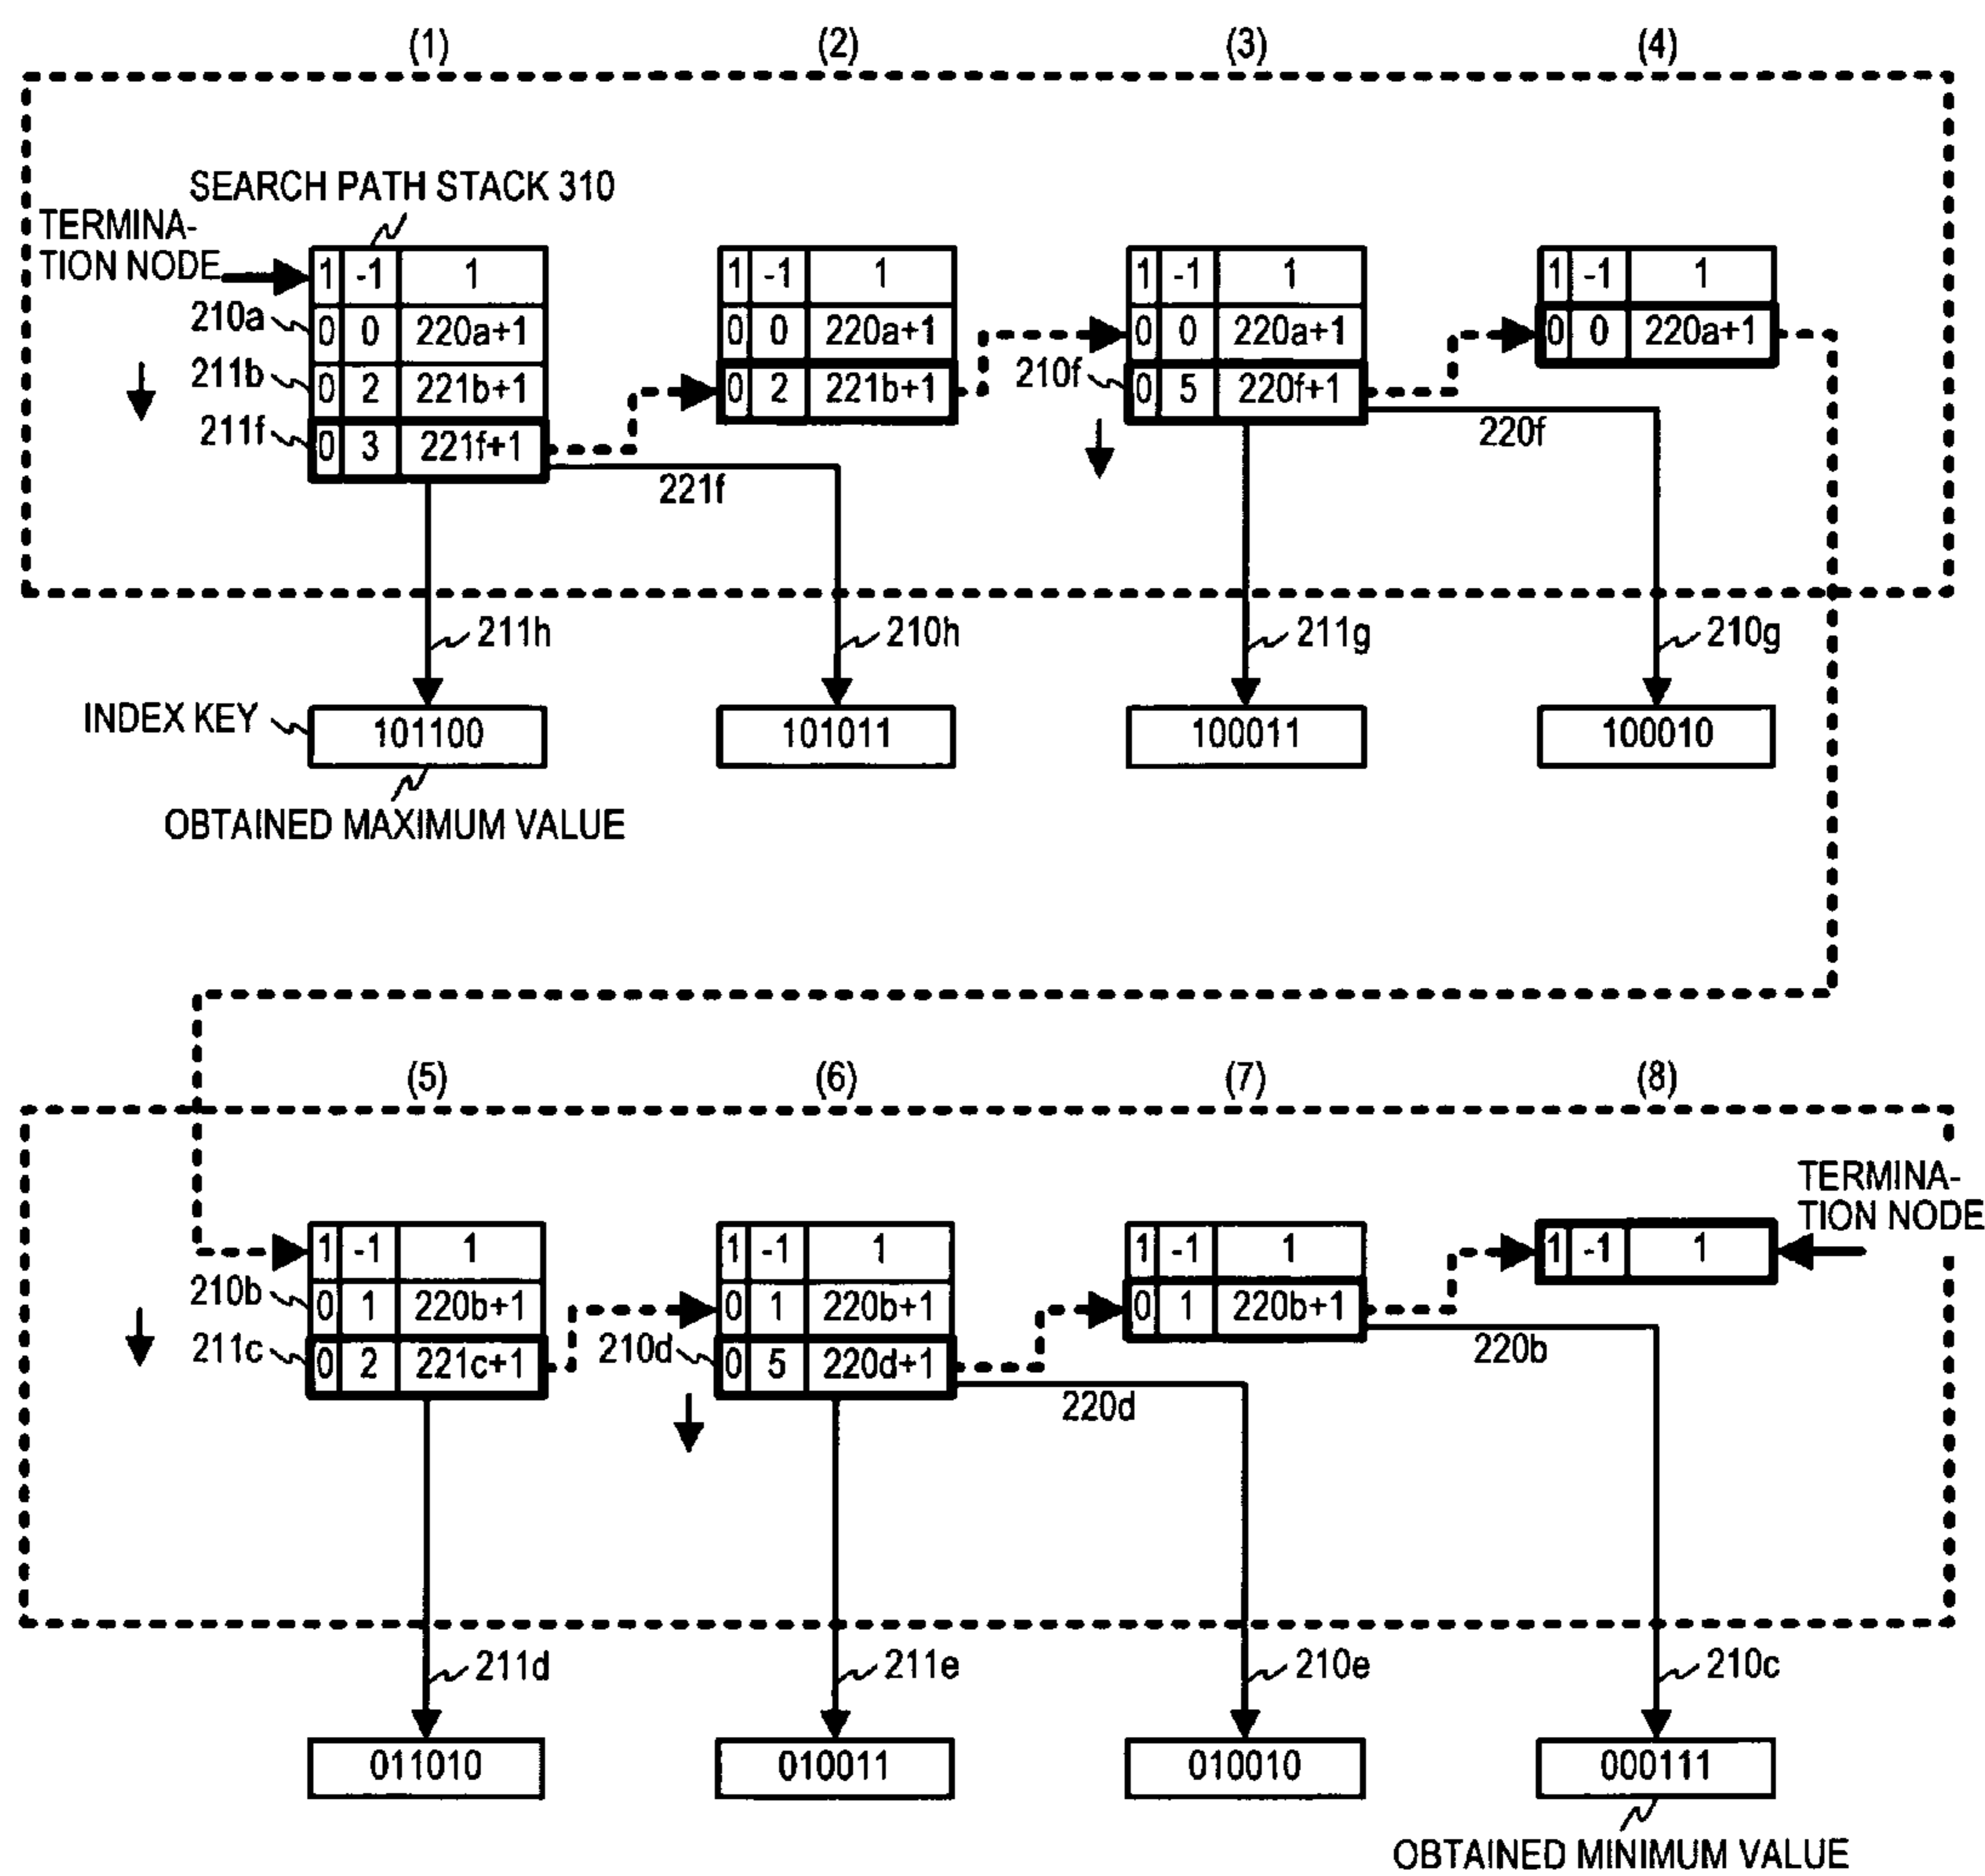 (1) (2) (3) (4)
SEARCH PATH STACK 310
TERMINA-
TION NODE
1 -1 1
1 -1 1
1 -1 1
1 -1 1
210a 0 0 220a+1
0 0 220a+1
0 0 220a+1
0 0 220a+1
211b 0 2 221b+1
0 2 221b+1
210f 0 5 220f+1
211f 0 3 221f+1
221f
220f
211h 210h 211g 210g
INDEX KEY 101100 101011 100011 100010
OBTAINED MAXIMUM VALUE
(5) (6) (7) (8)
TERMINA-
TION NODE
1 -1 1
1 -1 1
1 -1 1
1 -1 1
210b 0 1 220b+1
0 1 220b+1
0 1 220b+1
211c 0 2 221c+1
210d 0 5 220d+1
220d
220b
211d 211e 210e 210c
011010 010011 010010 000111
OBTAINED MINIMUM VALUE